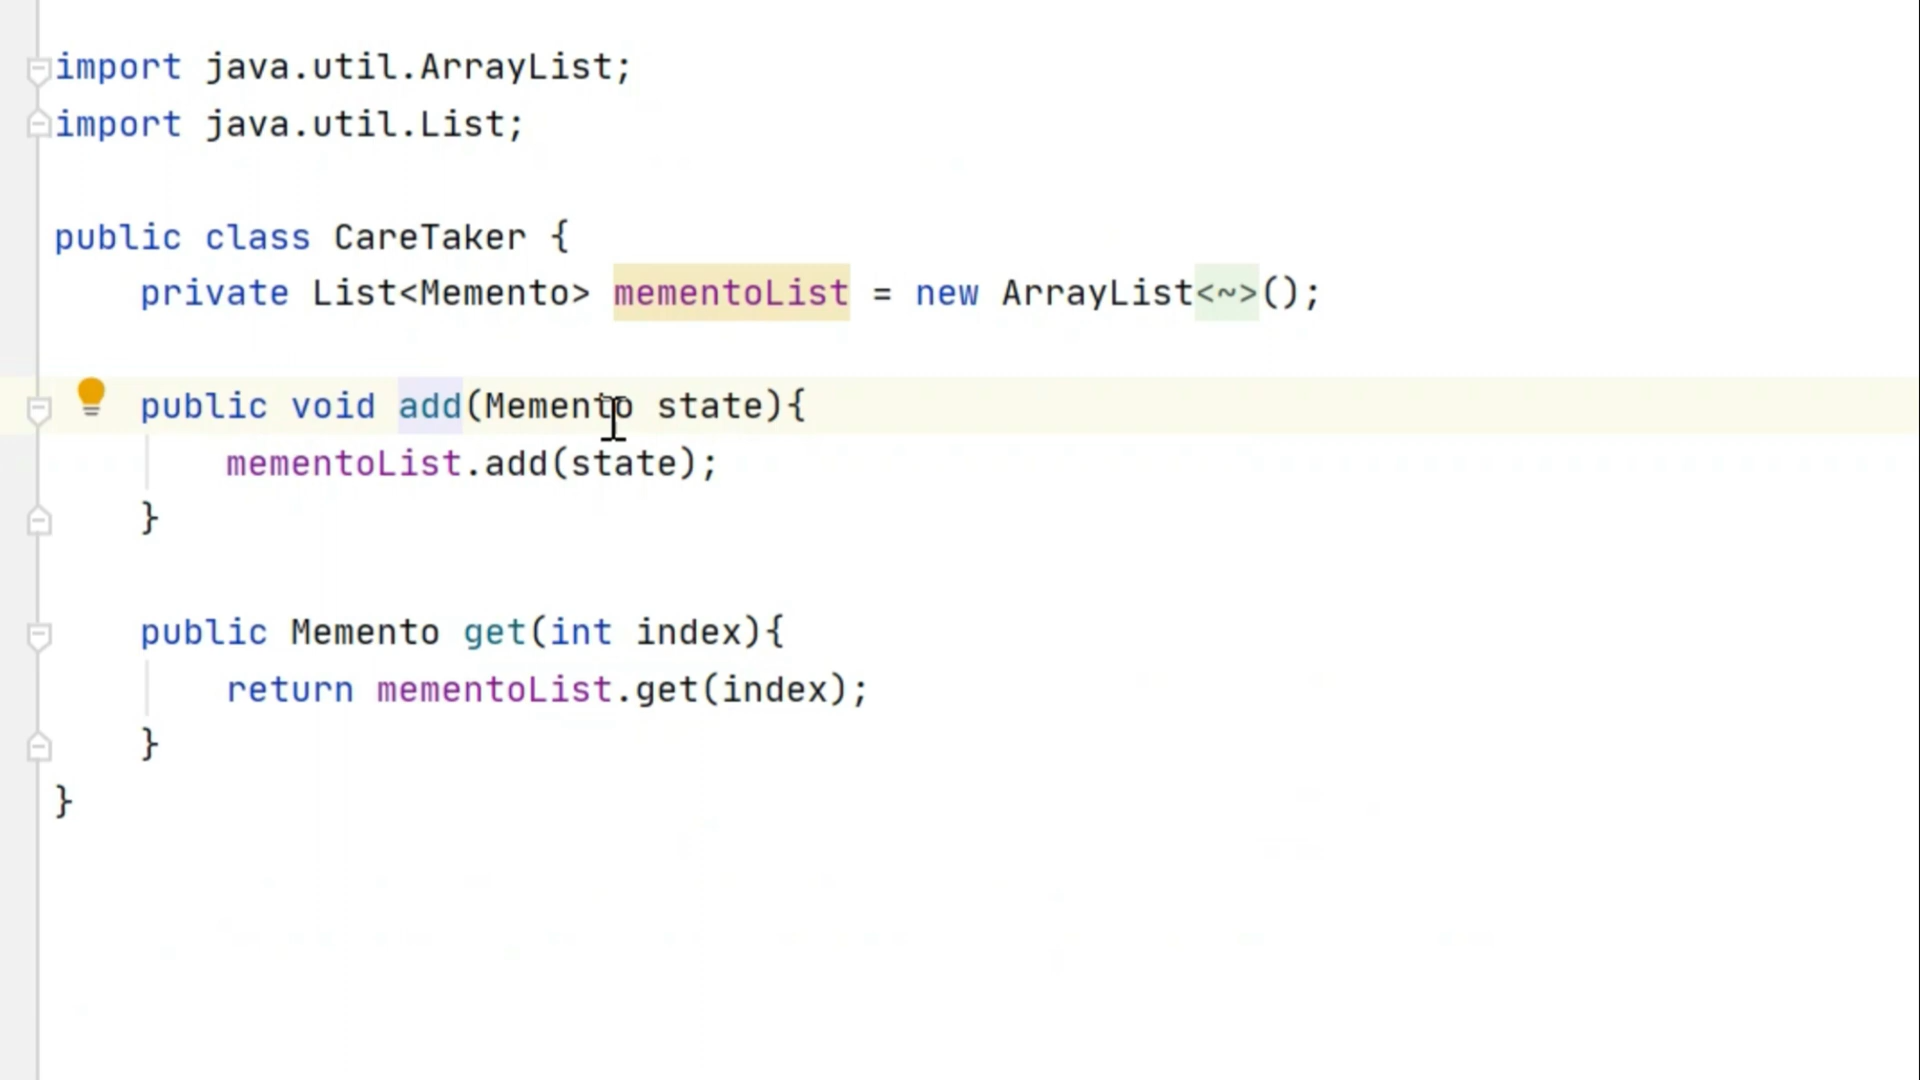 import java.util.ArrayList;
import java.util.List;
public class CareTaker {
private List<Memento> mementoList = new ArrayList<~>();
public void add(Memento state){
mementoList.add(state);
}
public Memento get(int index){
return mementoList.get(index);
}
}